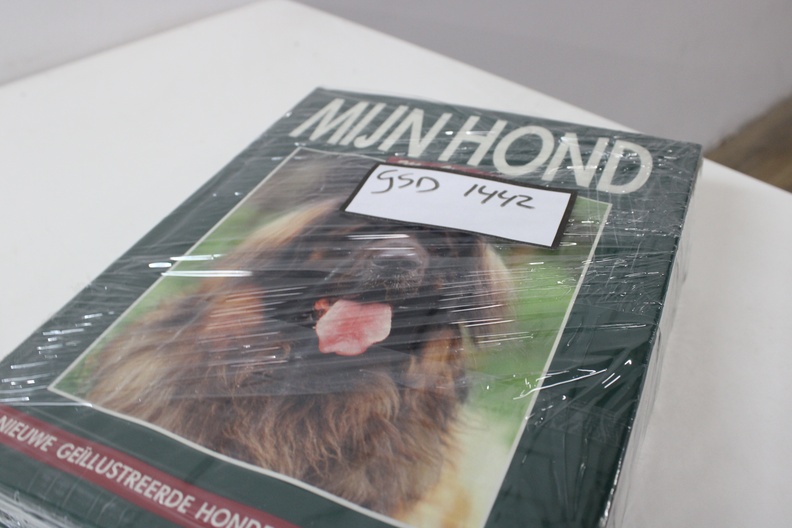 MIJN HOND
GSD 1442
NIEUWE GEÏLLUSTREERDE